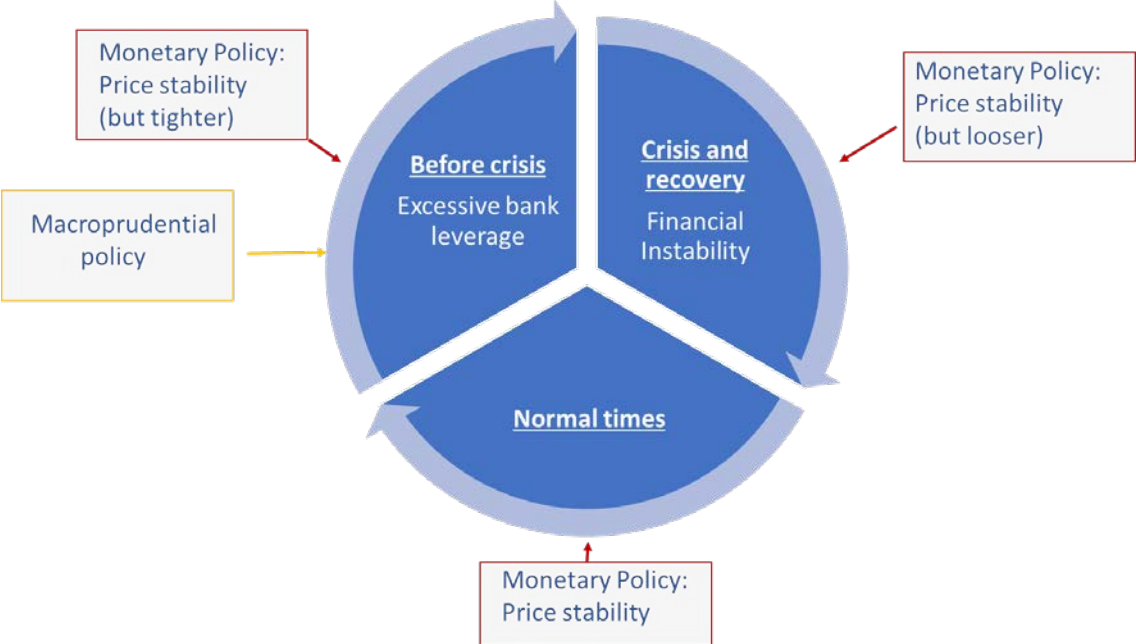 Monetary Policy:
Price stability
(but tighter)
Macroprudential
policy
Before crisis
Excessive bank
leverage
Crisis and
recovery
Financial
Instability
Monetary Policy:
Price stability
(but looser)
Normal times
Monetary Policy:
Price stability